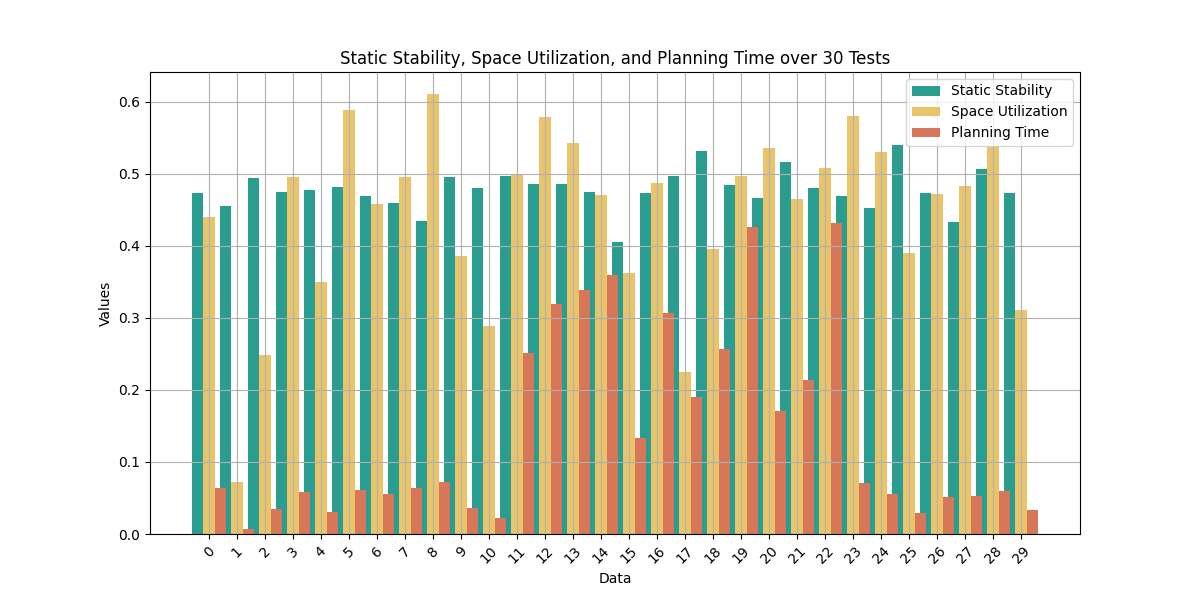 Static Stability, Space Utilization, and Planning Time over 30 Tests
Static Stability
Space Utilization
Planning Time
Values
0.6
0.5
0.4
0.3
0.2
0.1
0.0
0 1 2 3 4 5 6 7 8 9 10 11 12 13 14 15 16 17 18 19 20 21 22 23 24 25 26 27 28 29
Data